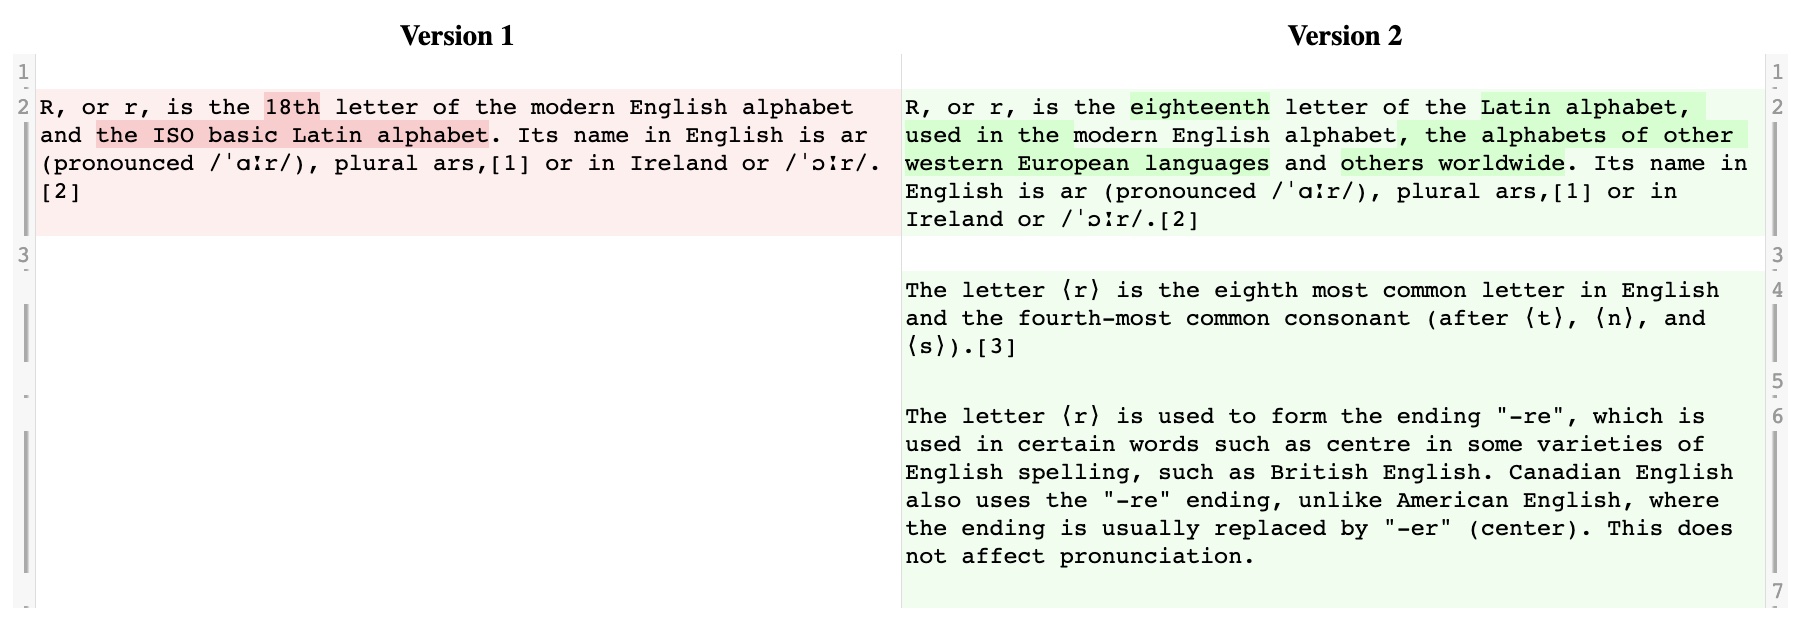 Version 1
1
2
R, or r, is the 18th letter of the modern English alphabet
and the ISO basic Latin alphabet. Its name in English is ar
(pronounced /ˈɑːr/), plural ars,[1] or in Ireland or /ˈɔːr/.
[2]
3
Version 2
1
2
R, or r, is the eighteenth letter of the Latin alphabet,
used in the modern English alphabet, the alphabets of other
western European languages and others worldwide. Its name in
English is ar (pronounced /ˈɑːr/), plural ars,[1] or in
Ireland or /ˈɔːr/.[2]
3
4
The letter ⟨r⟩ is the eighth most common letter in English
and the fourth-most common consonant (after ⟨t⟩, ⟨n⟩, and
⟨s⟩).[3]
5
6
The letter ⟨r⟩ is used to form the ending "-re", which is
used in certain words such as centre in some varieties of
English spelling, such as British English. Canadian English
also uses the "-re" ending, unlike American English, where
the ending is usually replaced by "-er" (center). This does
not affect pronunciation.
7